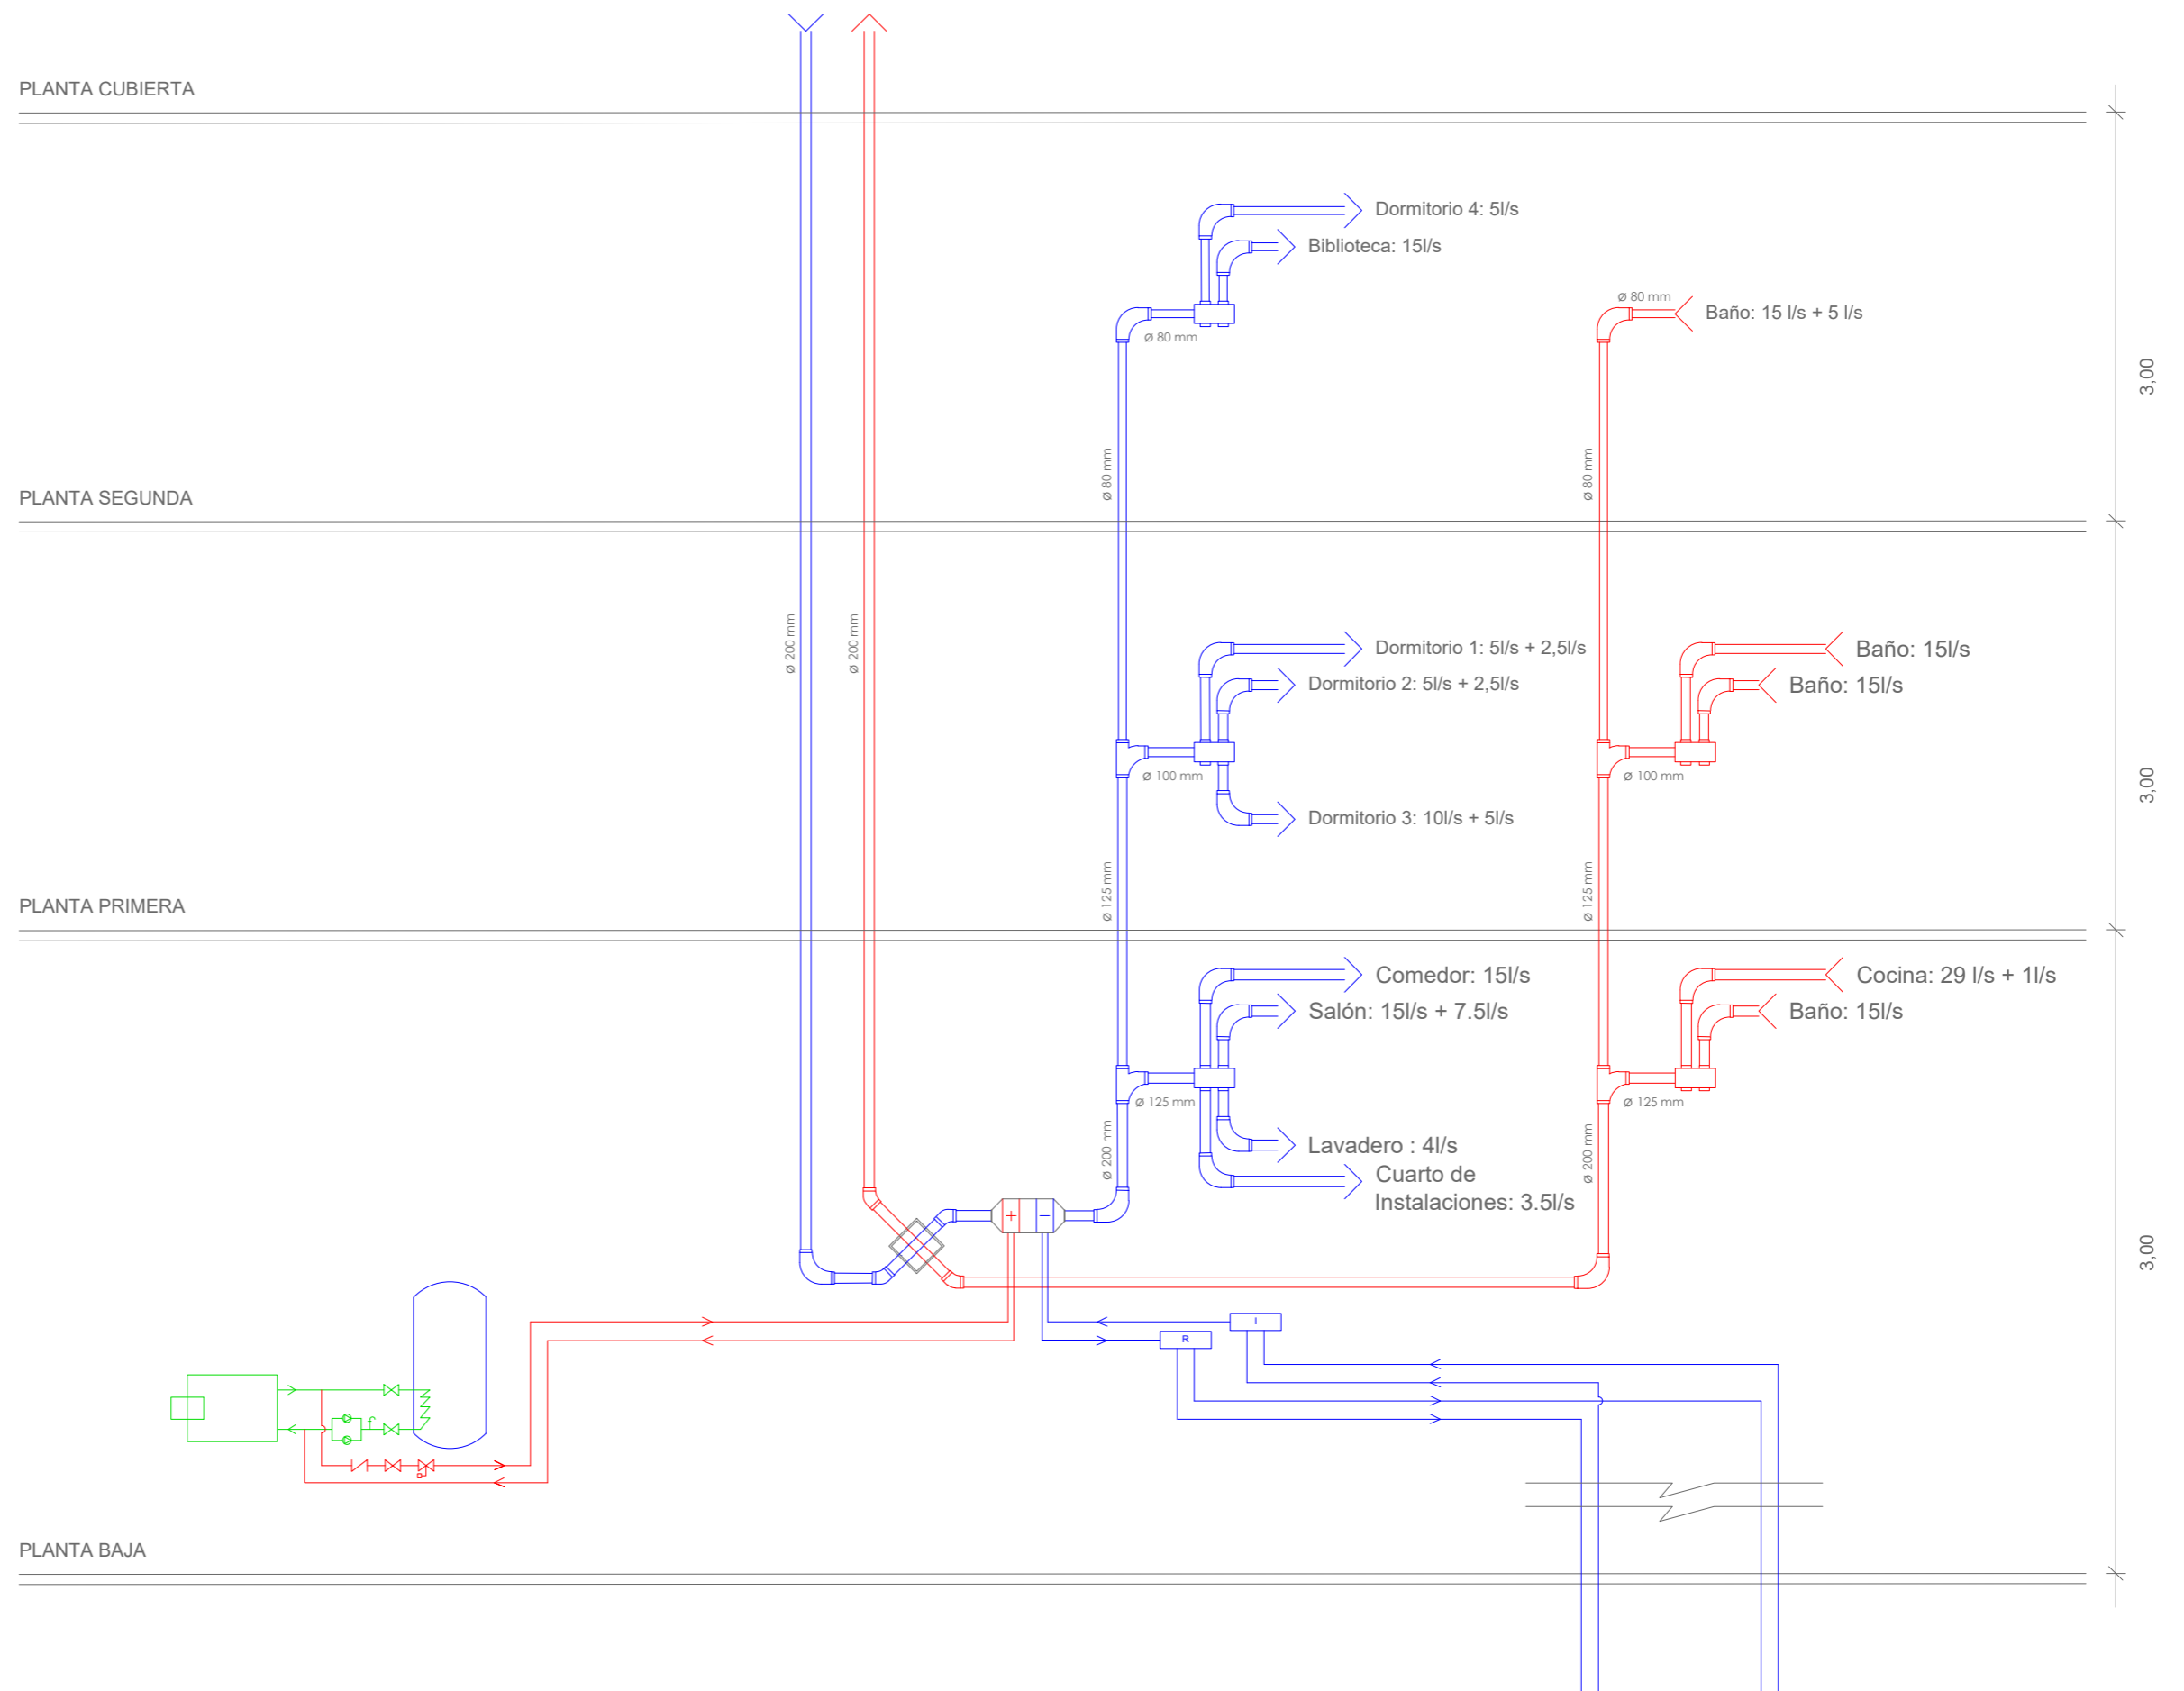 PLANTA CUBIERTA
Dormitorio 4: 5l/s
Biblioteca: 15l/s
Ø 80 mm
Baño: 15 l/s + 5 l/s
Ø 80 mm
3,00
Ø 80 mm
Ø 80 mm
PLANTA SEGUNDA
Ø 200 mm
Ø 200 mm
Dormitorio 1: 5l/s + 2,5l/s
Baño: 15l/s
Dormitorio 2: 5l/s + 2,5l/s
Baño: 15l/s
Ø 100 mm
Ø 100 mm
3,00
Dormitorio 3: 10l/s + 5l/s
Ø 125 mm
Ø 125 mm
PLANTA PRIMERA
Comedor: 15l/s
Cocina: 29 l/s + 1l/s
Salón: 15l/s + 7.5l/s
Baño: 15l/s
Ø 125 mm
Ø 125 mm
Ø 200 mm
Ø 200 mm
Lavadero : 4l/s
Cuarto de
Instalaciones: 3.5l/s
+ −
3,00
I
R
PLANTA BAJA